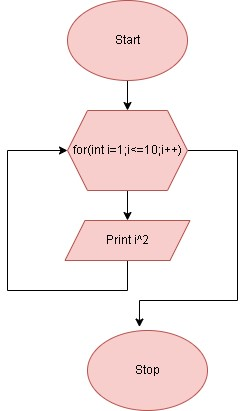 Start
for(int i=1;i<=10;i++)
Print i^2
Stop